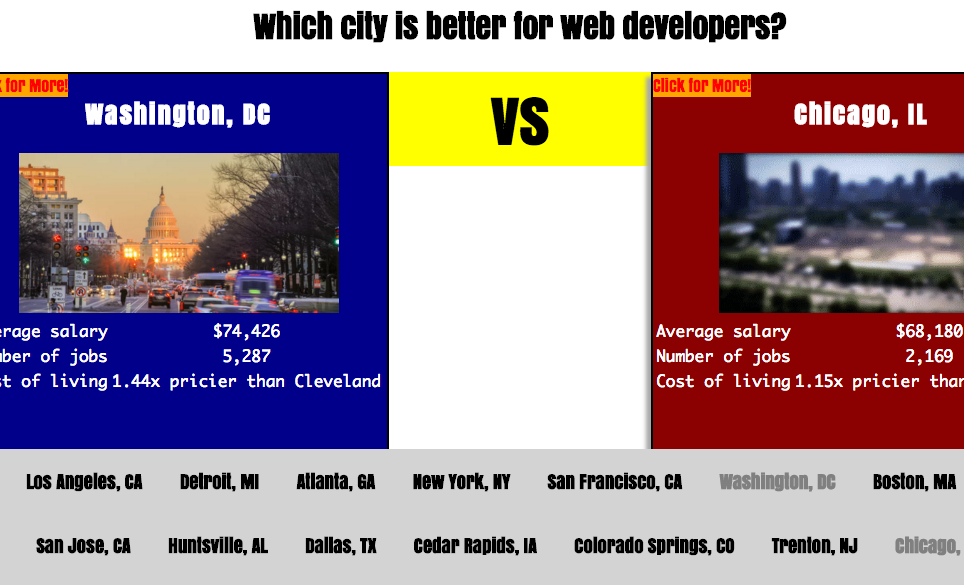 Which city is better for web developers?
k for More!
Washington, DC
VS
Click for More!
Chicago, IL
erage salary $74,426
ber of jobs 5,287
st of living 1.44x pricier than Cleveland
Average salary $68,180
Number of jobs 2,169
Cost of living 1.15x pricier than
Los Angeles, CA Detroit, MI Atlanta, GA New York, NY San Francisco, CA Washington, DC Boston, MA
San Jose, CA Huntsville, AL Dallas, TX Cedar Rapids, IA Colorado Springs, CO Trenton, NJ Chicago,